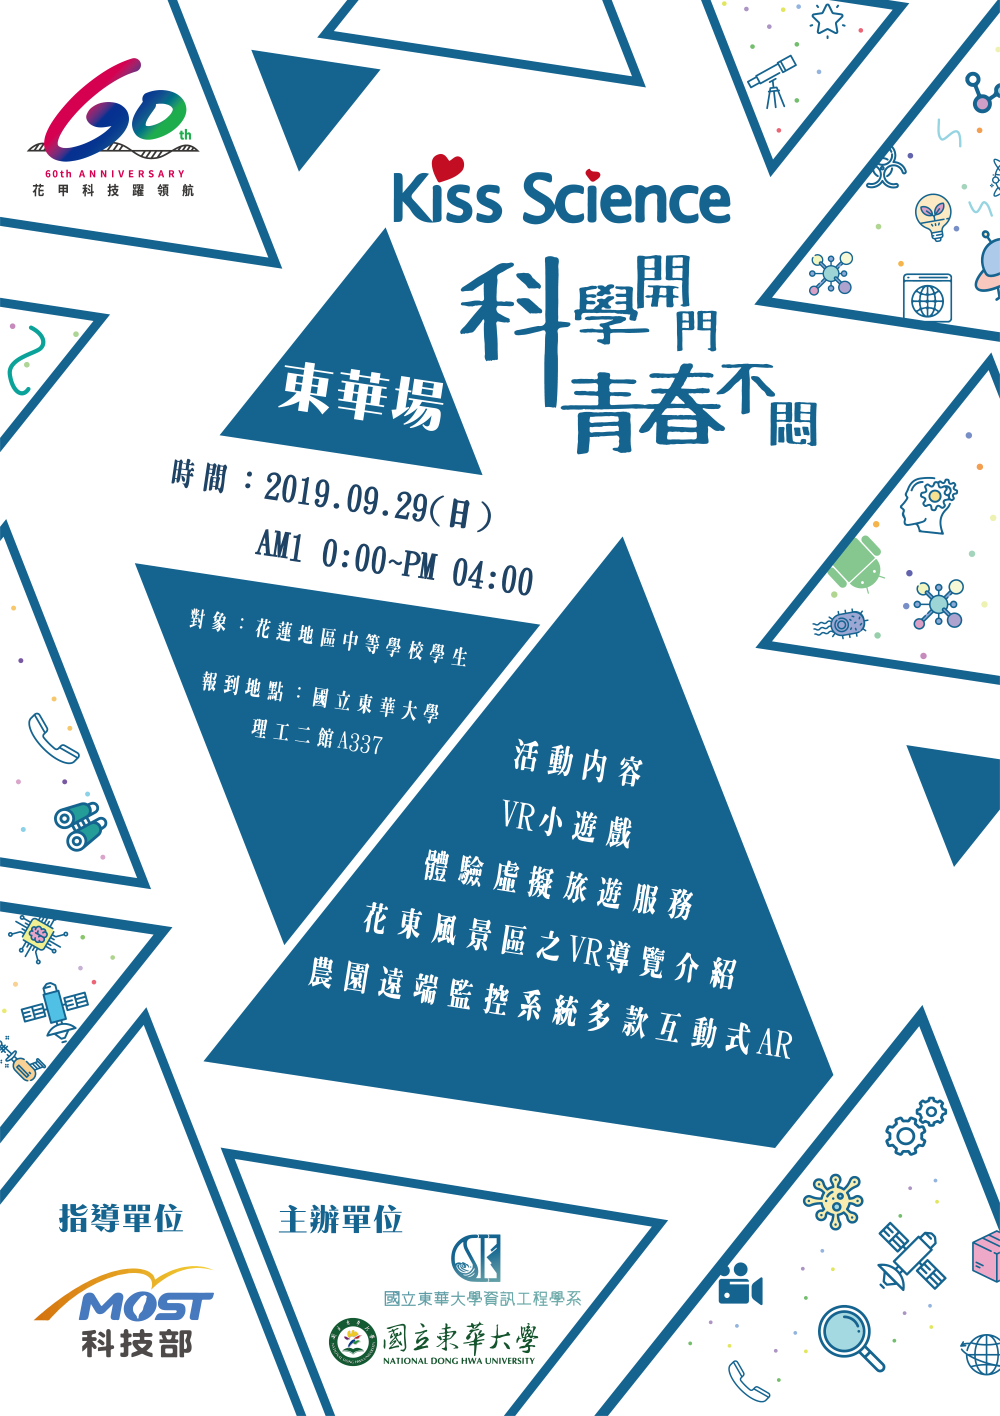 60th
60th ANNIVERSARY
花甲科技躍領航
Kiss Science
科學開門
青春不悶
東華場
時間：2019.09.29(日)
AM1 0:00~PM 04:00
對象：花蓮地區中等學校學生
報到地點：國立東華大學
理工二館A337
活動內容
VR小遊戲
體驗虛擬旅遊服務
花東風景區之VR導覽介紹
農園遠端監控系統多款互動式AR
指導單位
MOST
科技部
主辦單位
國立東華大學資訊工程學系
國立東華大學
NATIONAL DONG HWA UNIVERSITY